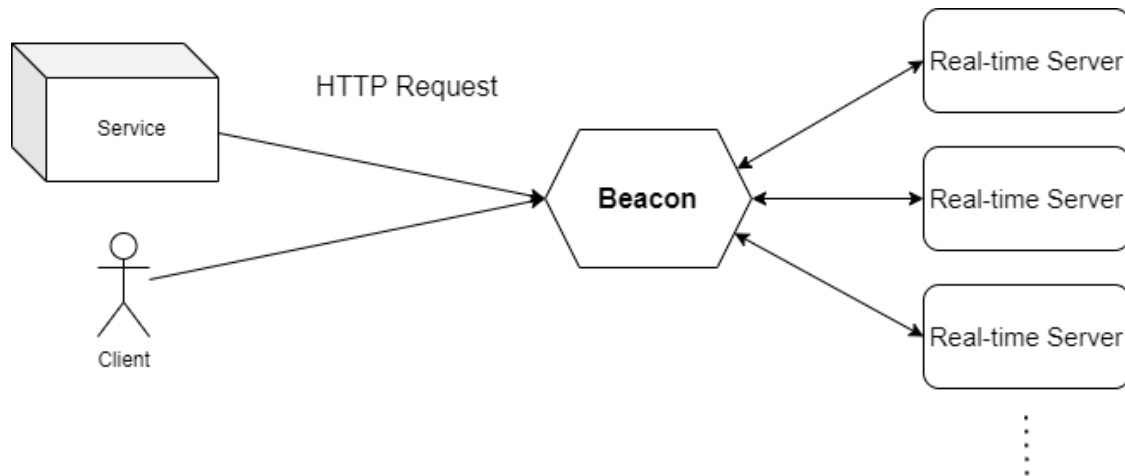 Service
HTTP Request
Client
Beacon
Real-time Server
Real-time Server
Real-time Server